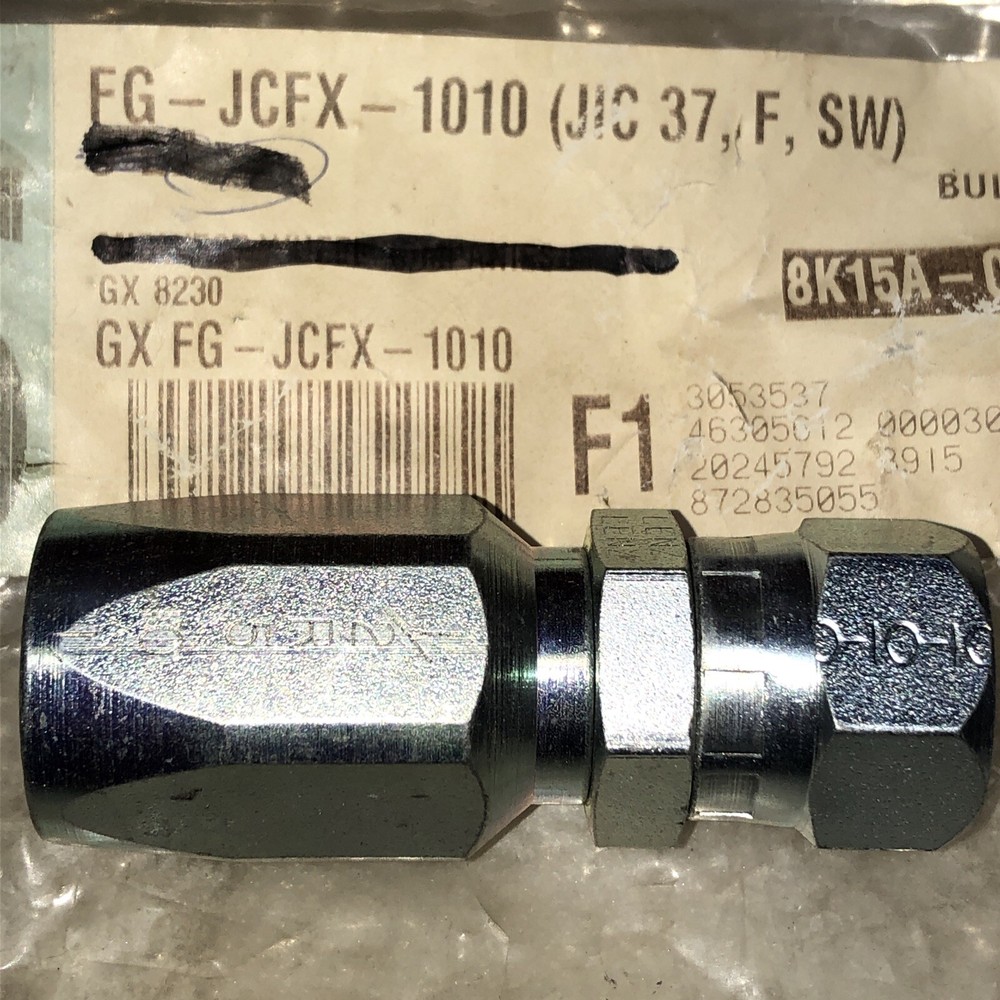 FG-JCFX-1010 (JIC 37, F, SW)
BUL
8K15A-
GX 8230
GX FG-JCFX-1010
F1
3053537
46305612 000030
20245792 3915
872835055